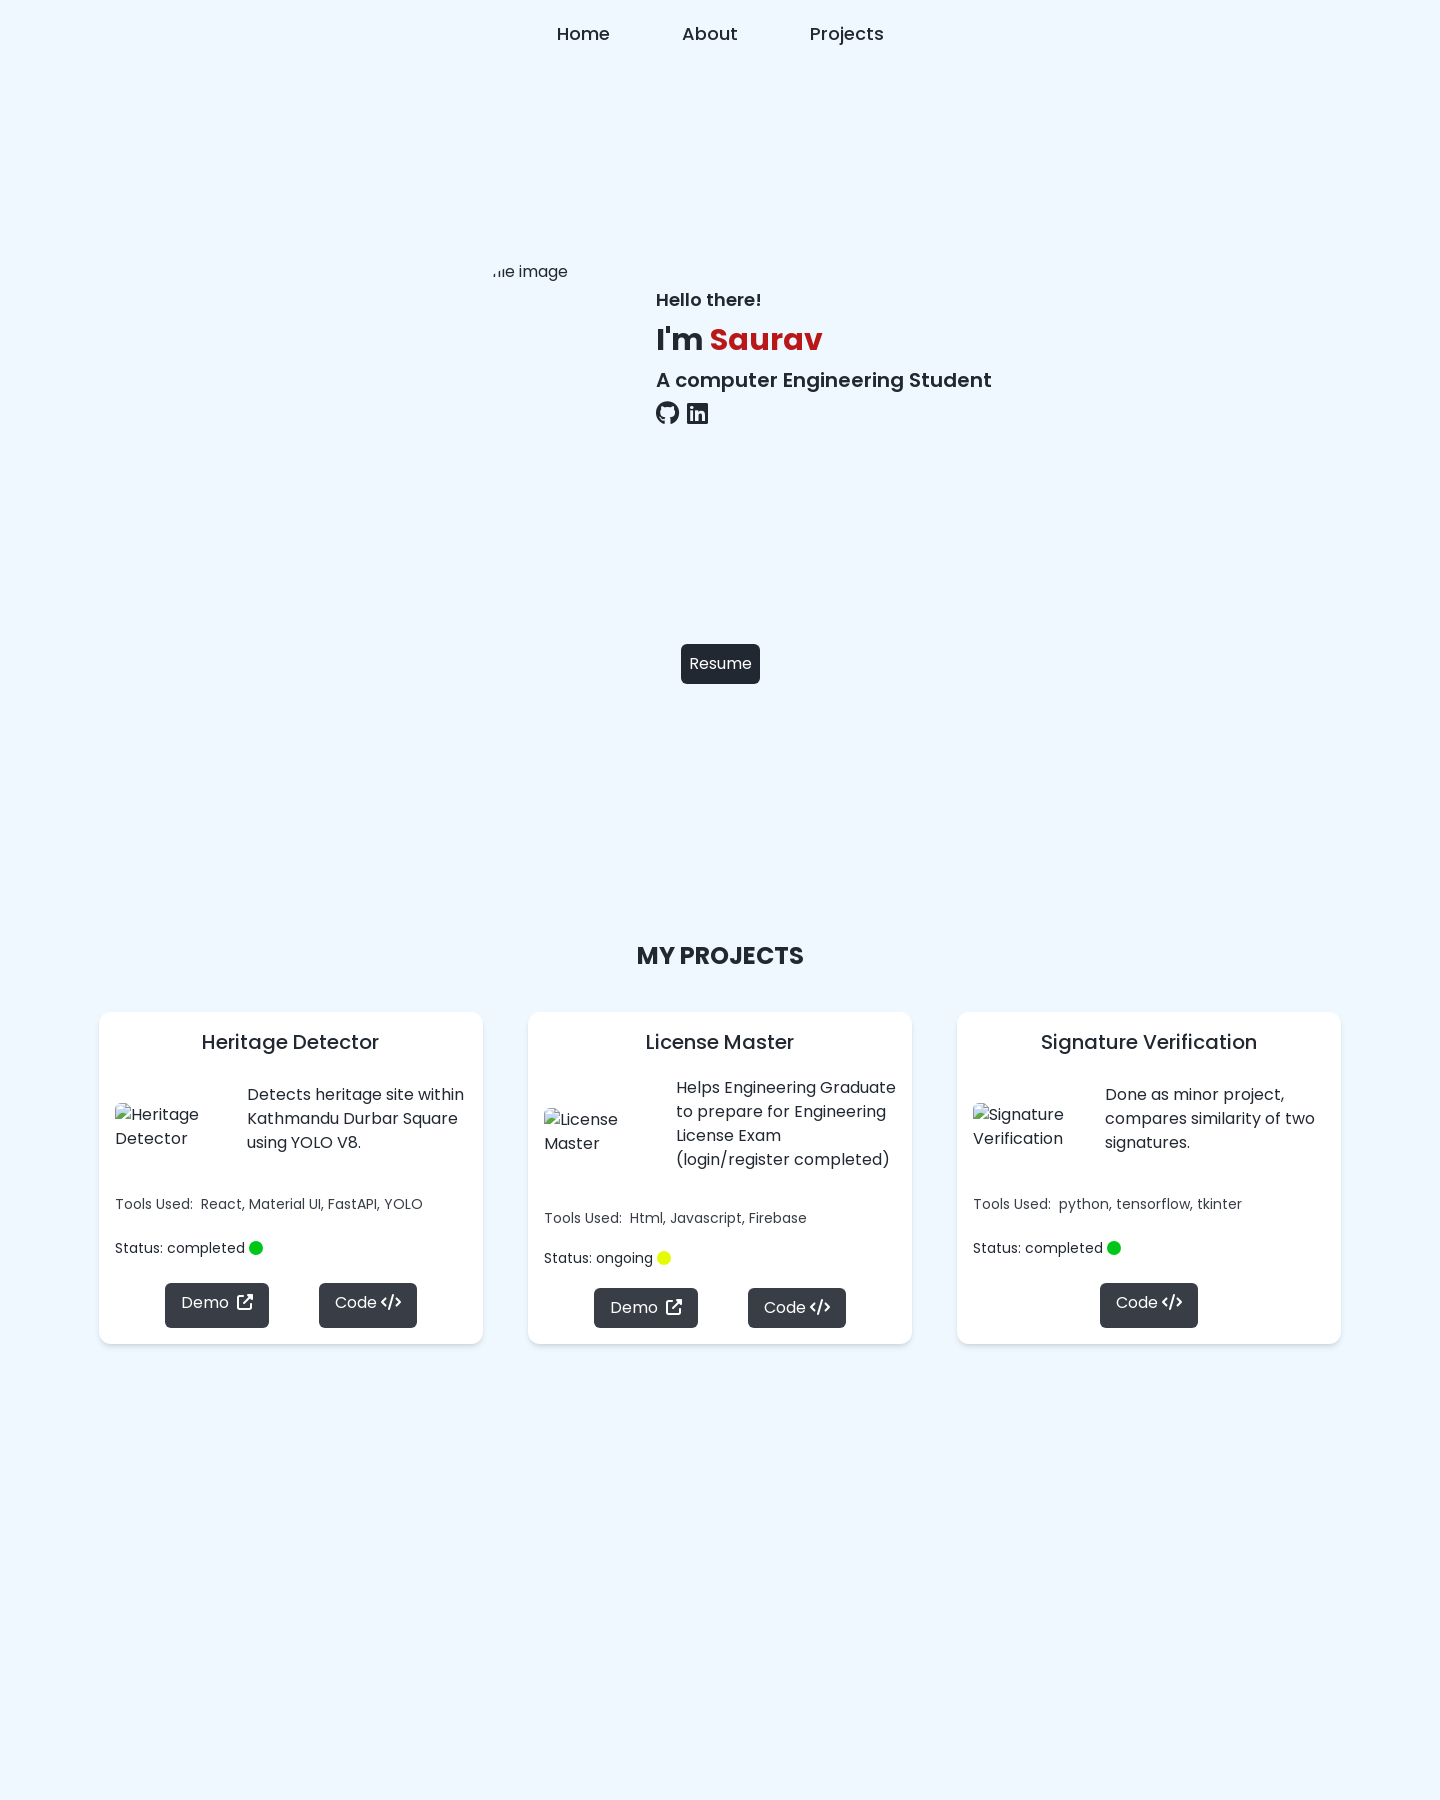 Home About Projects
image
Hello there!
I'm Saurav
A computer Engineering Student
Resume
MY PROJECTS
Heritage Detector
Heritage
Detector
Detects heritage site within
Kathmandu Durbar Square
using YOLO V8.
Tools Used: React, Material UI, FastAPI, YOLO
Status: completed
Demo Code
License Master
License
Master
Helps Engineering Graduate
to prepare for Engineering
License Exam
(login/register completed)
Tools Used: Html, Javascript, Firebase
Status: ongoing
Demo Code
Signature Verification
Signature
Verification
Done as minor project,
compares similarity of two
signatures.
Tools Used: python, tensorflow, tkinter
Status: completed
Code